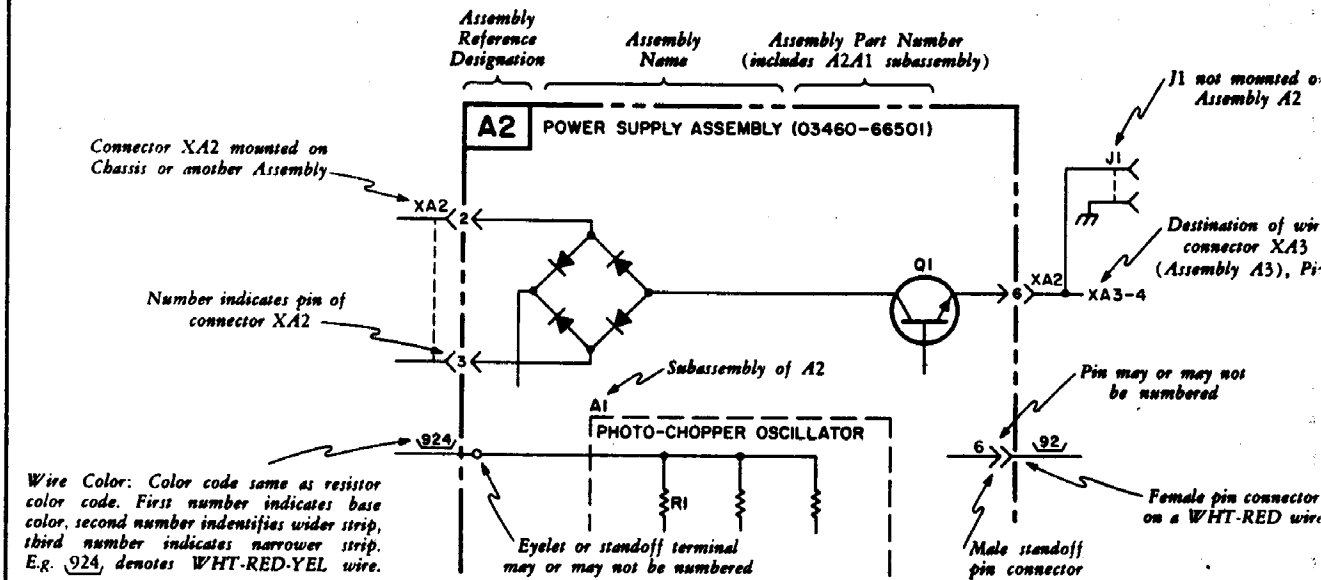 Assembly
Reference
Designation
Assembly
Name
Assembly Part Number
(includes A2A1 subassembly)
J1 not mounted
Assembly A2
A2
POWER SUPPLY ASSEMBLY (03460-66501)
Connector XA2 mounted on
Chassis or another Assembly
J1
XA2
2
Destination of
connector XA3
(Assembly A3),
Q1
XA2
6
XA3-4
Number indicates pin of
connector XA2
3
Subassembly of A2
Pin may or may not
be numbered
A1
PHOTO-CHOPPER OSCILLATOR
924
6
92
Wire Color: Color code same as resistor
color code. First number indicates base
color, second number indentifies wider strip,
third number indicates narrower strip.
E.g. 924 denotes WHT-RED-YEL wire.
R1
Eyelet or standoff terminal
may or may not be numbered
Male standoff
pin connector
Female pin connector
on a WHT-RED wire